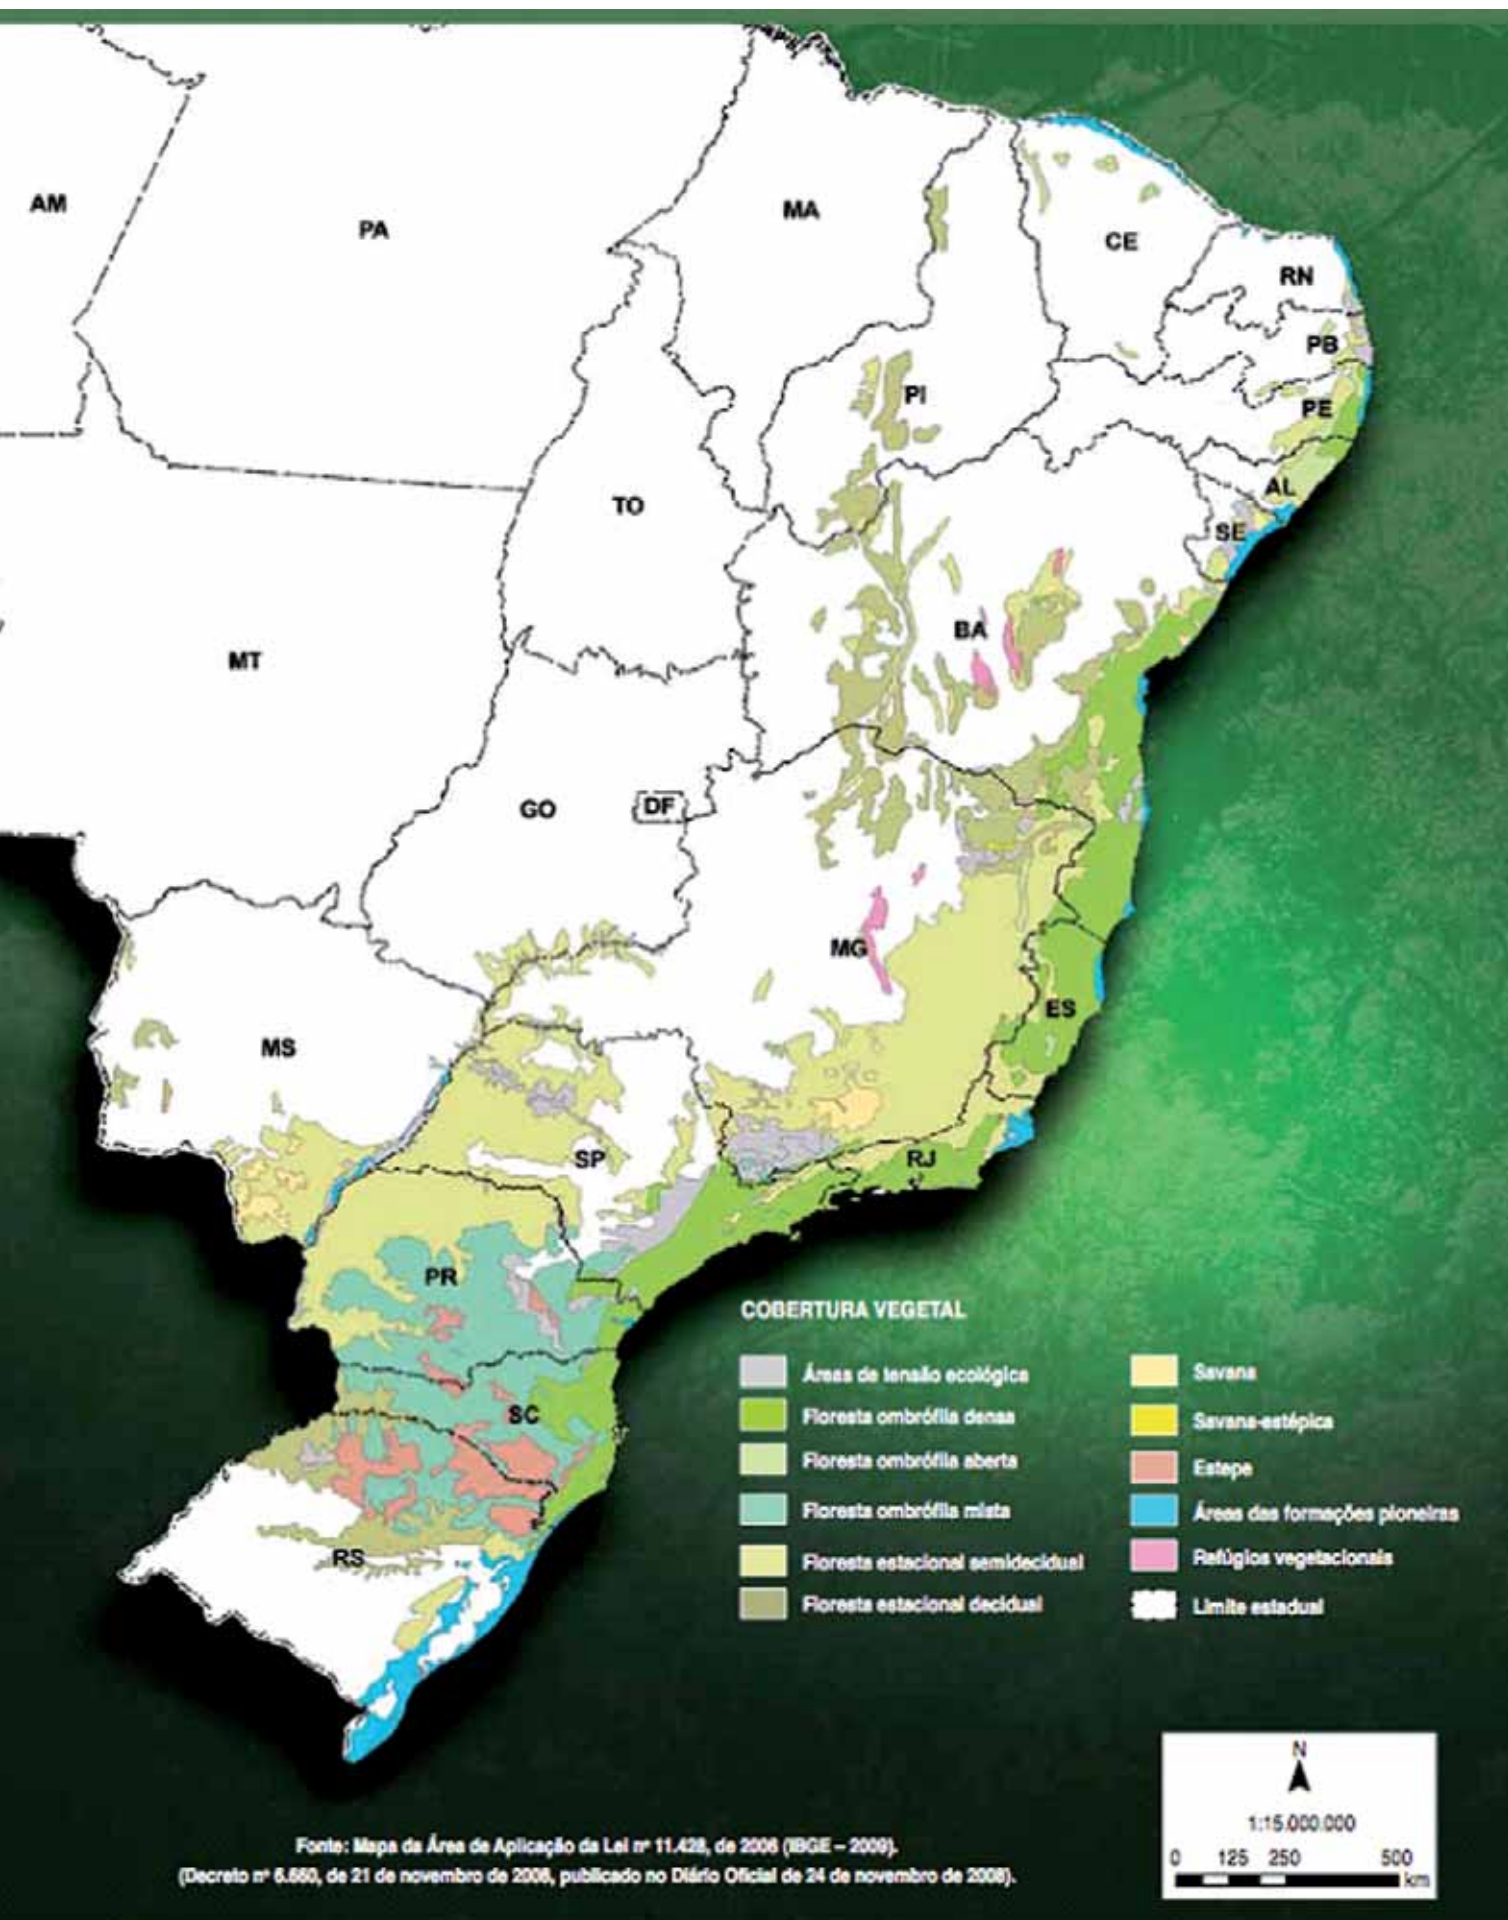 AM
PA
MA
CE
RN
PB
PE
AL
SE
PI
TO
BA
MT
GO
DF
MG
ES
MS
SP
RJ
PR
SC
RS
COBERTURA VEGETAL
Áreas de tensão ecológica
Floresta ombrófila densa
Floresta ombrófila aberta
Floresta ombrófila mista
Floresta estacional semidecidual
Floresta estacional decidual
Savana
Savana-estépica
Estepe
Áreas das formações pioneiras
Refúgios vegetacionais
Limite estadual
N
1:15.000.000
0 125 250 500
km
Fonte: Mapa da Área de Aplicação da Lei nº 11.428, de 2006 (IBGE – 2009).
(Decreto nº 6.660, de 21 de novembro de 2008, publicado no Diário Oficial de 24 de novembro de 2008).